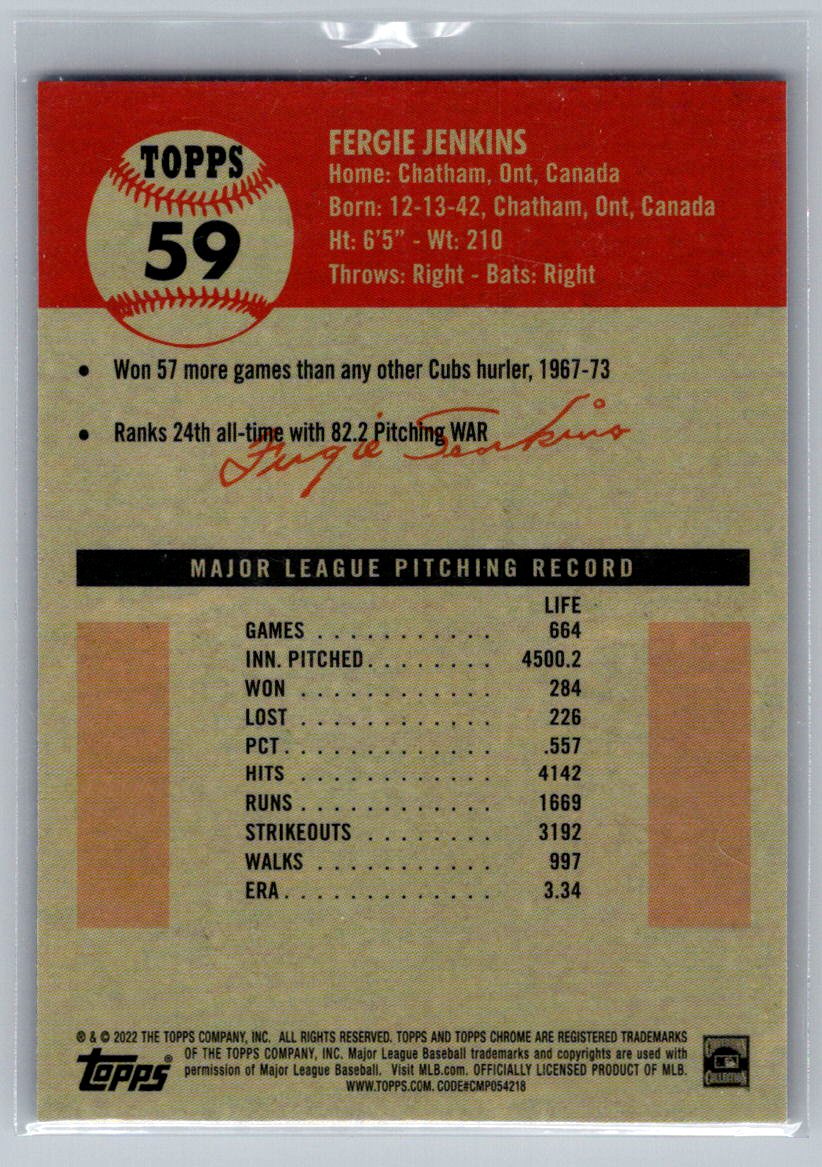 TOPPS
59
FERGIE JENKINS
Home: Chatham, Ont, Canada
Born: 12-13-42, Chatham, Ont, Canada
Ht: 6'5" - Wt: 210
Throws: Right - Bats: Right
• Won 57 more games than any other Cubs hurler, 1967-73
• Ranks 24th all-time with 82.2 Pitching WAR
Fergie Jenkins
MAJOR LEAGUE PITCHING RECORD
LIFE
GAMES . . . . . . . . . . . 664
INN. PITCHED. . . . . . . . 4500.2
WON . . . . . . . . . . . . 284
LOST . . . . . . . . . . . . 226
PCT. . . . . . . . . . . . . .557
HITS . . . . . . . . . . . . 4142
RUNS . . . . . . . . . . . . 1669
STRIKEOUTS . . . . . . . . 3192
WALKS . . . . . . . . . . . 997
ERA. . . . . . . . . . . . . 3.34
® & © 2022 THE TOPPS COMPANY, INC. ALL RIGHTS RESERVED. TOPPS AND TOPPS CHROME ARE REGISTERED TRADEMARKS
OF THE TOPPS COMPANY, INC. Major League Baseball trademarks and copyrights are used with
permission of Major League Baseball. Visit MLB.com. OFFICIALLY LICENSED PRODUCT OF MLB.
WWW.TOPPS.COM. CODE#CMP054218
Topps®
COOPERSTOWN
COLLECTION